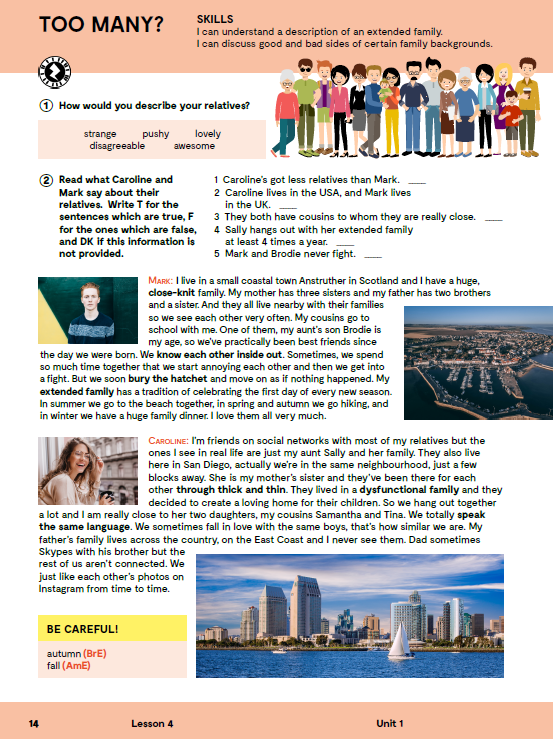 TOO MANY?
SKILLS
I can understand a description of an extended family.
I can discuss good and bad sides of certain family backgrounds.
1 How would you describe your relatives?
strange pushy lovely
disagreeable awesome
2 Read what Caroline and
Mark say about their
relatives. Write T for the
sentences which are true, F
for the ones which are false,
and DK if this information is
not provided.
1 Caroline's got less relatives than Mark. ____
2 Caroline lives in the USA, and Mark lives
in the UK. ____
3 They both have cousins to whom they are really close. ____
4 Sally hangs out with her extended family
at least 4 times a year. ____
5 Mark and Brodie never fight. ____
MARK: I live in a small coastal town Anstruther in Scotland and I have a huge,
close-knit family. My mother has three sisters and my father has two brothers
and a sister. And they all live nearby with their families
so we see each other very often. My cousins go to
school with me. One of them, my aunt's son Brodie is
my age, so we've practically been best friends since
the day we were born. We know each other inside out. Sometimes, we spend
so much time together that we start annoying each other and then we get into
a fight. But we soon bury the hatchet and move on as if nothing happened. My
extended family has a tradition of celebrating the first day of every new season.
In summer we go to the beach together, in spring and autumn we go hiking, and
in winter we have a huge family dinner. I love them all very much.
CAROLINE: I'm friends on social networks with most of my relatives but the
ones I see in real life are just my aunt Sally and her family. They also live
here in San Diego, actually we're in the same neighbourhood, just a few
blocks away. She is my mother's sister and they've been there for each
other through thick and thin. They lived in a dysfunctional family and they
decided to create a loving home for their children. So we hang out together
a lot and I am really close to her two daughters, my cousins Samantha and Tina. We totally speak
the same language. We sometimes fall in love with the same boys, that's how similar we are. My
father's family lives across the country, on the East Coast and I never see them. Dad sometimes
Skypes with his brother but the
rest of us aren't connected. We
just like each other's photos on
Instagram from time to time.
BE CAREFUL!
autumn (BrE)
fall (AmE)
14 Lesson 4 Unit 1